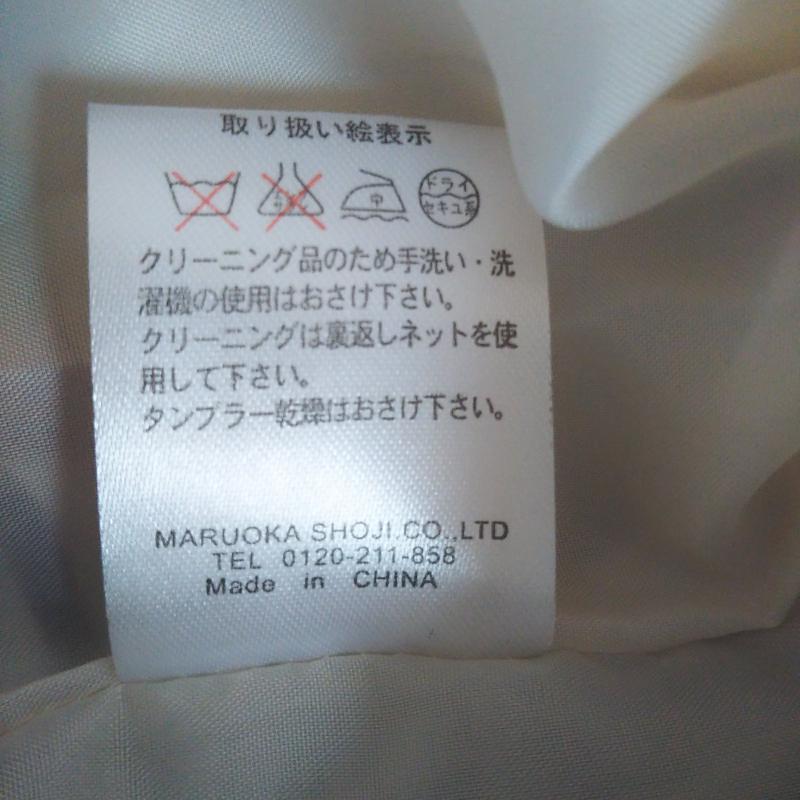 取り扱い絵表示
中 ドライ
セキユ系
クリーニング品のため手洗い・洗
濯機の使用はおさけ下さい。
クリーニングは裏返しネットを使
用して下さい。
タンブラー乾燥はおさけ下さい。
MARUOKA SHOJI.CO.,LTD
TEL 0120-211-858
Made in CHINA